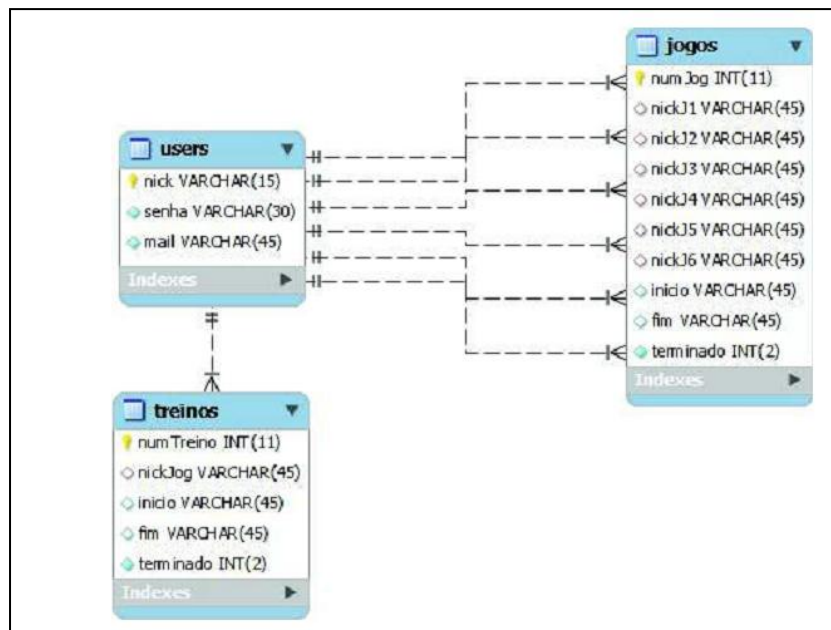 users
nick VARCHAR(15)
senha VARCHAR(30)
mail VARCHAR(45)
Indexes
jogos
numJog INT(11)
nickJ1 VARCHAR(45)
nickJ2 VARCHAR(45)
nickJ3 VARCHAR(45)
nickJ4 VARCHAR(45)
nickJ5 VARCHAR(45)
nickJ6 VARCHAR(45)
inicio VARCHAR(45)
fim VARCHAR(45)
terminado INT(2)
Indexes
treinos
numTreino INT(11)
nickJog VARCHAR(45)
inicio VARCHAR(45)
fim VARCHAR(45)
terminado INT(2)
Indexes